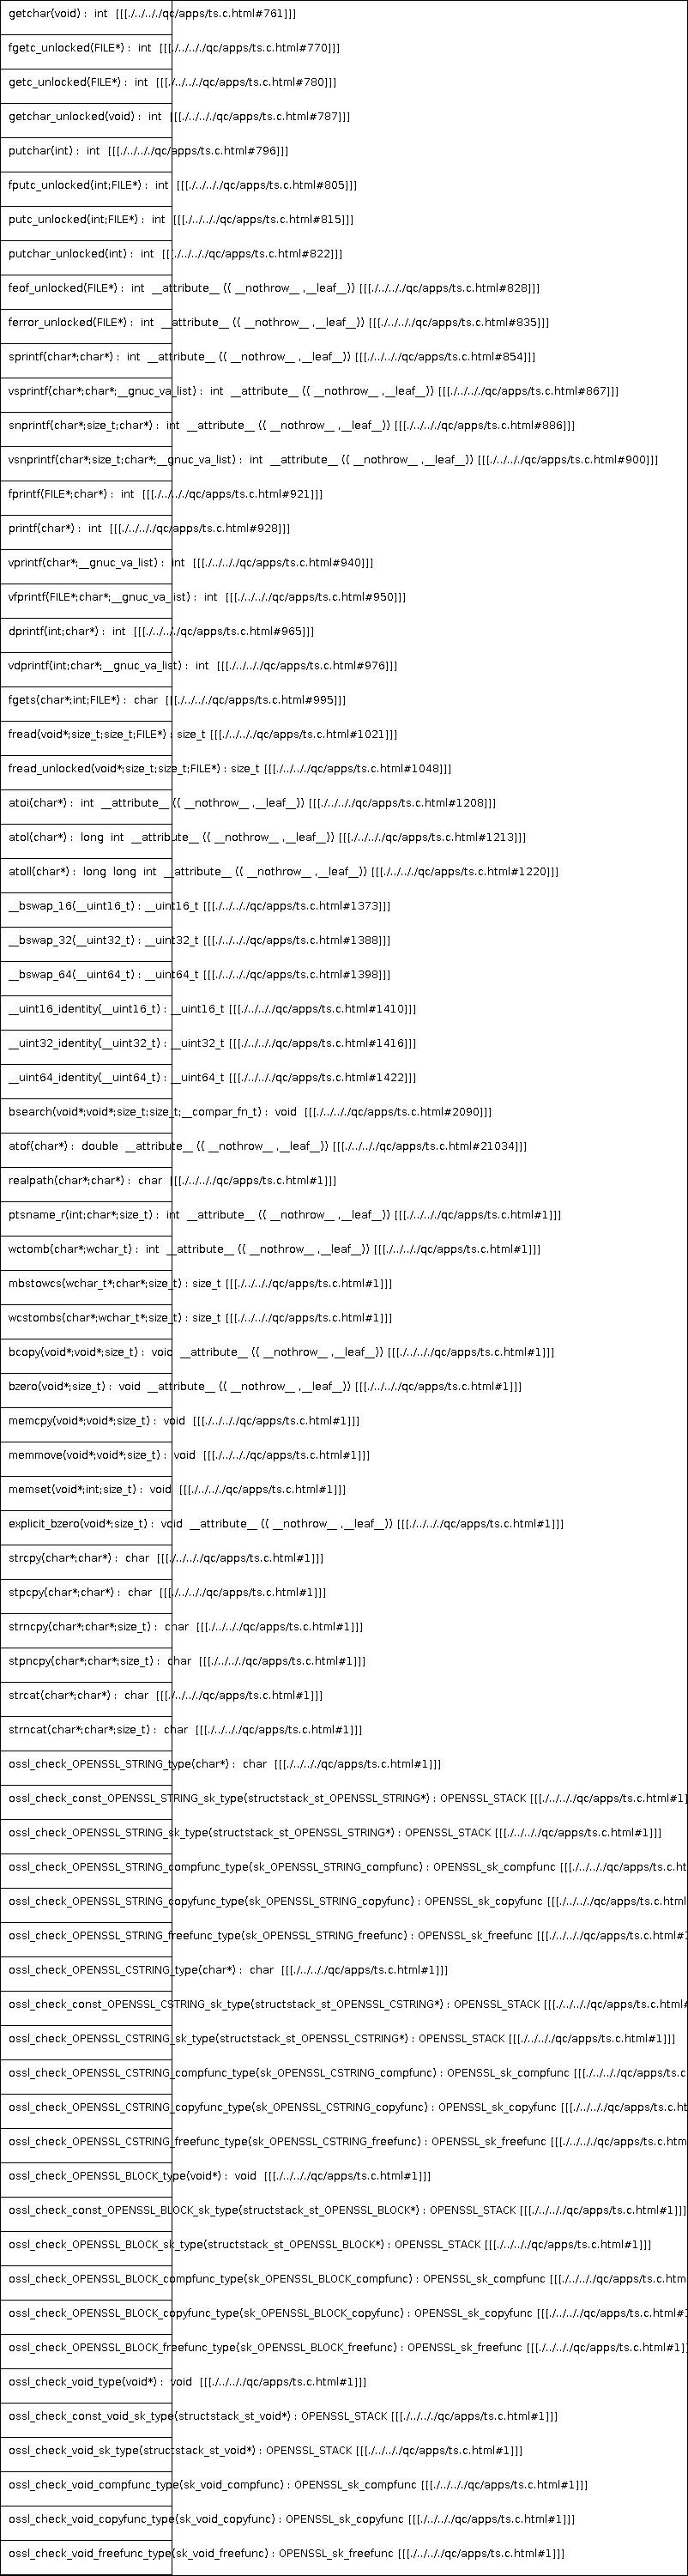 getchar(void) : int [[[./../.././qc/apps/ts.c.html#761]]]
fgetc_unlocked(FILE*) : int [[[./../.././qc/apps/ts.c.html#770]]]
getc_unlocked(FILE*) : int [[[./../.././qc/apps/ts.c.html#780]]]
getchar_unlocked(void) : int [[[./../.././qc/apps/ts.c.html#787]]]
putchar(int) : int [[[./../.././qc/apps/ts.c.html#796]]]
fputc_unlocked(int;FILE*) : int [[[./../.././qc/apps/ts.c.html#805]]]
putc_unlocked(int;FILE*) : int [[[./../.././qc/apps/ts.c.html#815]]]
putchar_unlocked(int) : int [[[./../.././qc/apps/ts.c.html#822]]]
feof_unlocked(FILE*) : int __attribute__ (( __nothrow__ ,__leaf__)) [[[./../.././qc/apps/ts.c.html#828]]]
ferror_unlocked(FILE*) : int __attribute__ (( __nothrow__ ,__leaf__)) [[[./../.././qc/apps/ts.c.html#835]]]
sprintf(char*;char*) : int __attribute__ (( __nothrow__ ,__leaf__)) [[[./../.././qc/apps/ts.c.html#854]]]
vsprintf(char*;char*;__gnuc_va_list) : int __attribute__ (( __nothrow__ ,__leaf__)) [[[./../.././qc/apps/ts.c.html#867]]]
snprintf(char*;size_t;char*) : int __attribute__ (( __nothrow__ ,__leaf__)) [[[./../.././qc/apps/ts.c.html#886]]]
vsnprintf(char*;size_t;char*;__gnuc_va_list) : int __attribute__ (( __nothrow__ ,__leaf__)) [[[./../.././qc/apps/ts.c.html#900]]]
fprintf(FILE*;char*) : int [[[./../.././qc/apps/ts.c.html#921]]]
printf(char*) : int [[[./../.././qc/apps/ts.c.html#928]]]
vprintf(char*;__gnuc_va_list) : int [[[./../.././qc/apps/ts.c.html#940]]]
vfprintf(FILE*;char*;__gnuc_va_list) : int [[[./../.././qc/apps/ts.c.html#950]]]
dprintf(int;char*) : int [[[./../.././qc/apps/ts.c.html#965]]]
vdprintf(int;char*;__gnuc_va_list) : int [[[./../.././qc/apps/ts.c.html#976]]]
fgets(char*;int;FILE*) : char [[[./../.././qc/apps/ts.c.html#995]]]
fread(void*;size_t;size_t;FILE*) : size_t [[[./../.././qc/apps/ts.c.html#1021]]]
fread_unlocked(void*;size_t;size_t;FILE*) : size_t [[[./../.././qc/apps/ts.c.html#1048]]]
atoi(char*) : int __attribute__ (( __nothrow__ ,__leaf__)) [[[./../.././qc/apps/ts.c.html#1208]]]
atol(char*) : long int __attribute__ (( __nothrow__ ,__leaf__)) [[[./../.././qc/apps/ts.c.html#1213]]]
atoll(char*) : long long int __attribute__ (( __nothrow__ ,__leaf__)) [[[./../.././qc/apps/ts.c.html#1220]]]
__bswap_16(__uint16_t) : __uint16_t [[[./../.././qc/apps/ts.c.html#1373]]]
__bswap_32(__uint32_t) : __uint32_t [[[./../.././qc/apps/ts.c.html#1388]]]
__bswap_64(__uint64_t) : __uint64_t [[[./../.././qc/apps/ts.c.html#1398]]]
__uint16_identity(__uint16_t) : __uint16_t [[[./../.././qc/apps/ts.c.html#1410]]]
__uint32_identity(__uint32_t) : __uint32_t [[[./../.././qc/apps/ts.c.html#1416]]]
__uint64_identity(__uint64_t) : __uint64_t [[[./../.././qc/apps/ts.c.html#1422]]]
bsearch(void*;void*;size_t;size_t;__compar_fn_t) : void [[[./../.././qc/apps/ts.c.html#2090]]]
atof(char*) : double __attribute__ (( __nothrow__ ,__leaf__)) [[[./../.././qc/apps/ts.c.html#21034]]]
realpath(char*;char*) : char [[[./../.././qc/apps/ts.c.html#1]]]
ptsname_r(int;char*;size_t) : int __attribute__ (( __nothrow__ ,__leaf__)) [[[./../.././qc/apps/ts.c.html#1]]]
wctomb(char*;wchar_t) : int __attribute__ (( __nothrow__ ,__leaf__)) [[[./../.././qc/apps/ts.c.html#1]]]
mbstowcs(wchar_t*;char*;size_t) : size_t [[[./../.././qc/apps/ts.c.html#1]]]
wcstombs(char*;wchar_t*;size_t) : size_t [[[./../.././qc/apps/ts.c.html#1]]]
bcopy(void*;void*;size_t) : void __attribute__ (( __nothrow__ ,__leaf__)) [[[./../.././qc/apps/ts.c.html#1]]]
bzero(void*;size_t) : void __attribute__ (( __nothrow__ ,__leaf__)) [[[./../.././qc/apps/ts.c.html#1]]]
memcpy(void*;void*;size_t) : void [[[./../.././qc/apps/ts.c.html#1]]]
memmove(void*;void*;size_t) : void [[[./../.././qc/apps/ts.c.html#1]]]
memset(void*;int;size_t) : void [[[./../.././qc/apps/ts.c.html#1]]]
explicit_bzero(void*;size_t) : void __attribute__ (( __nothrow__ ,__leaf__)) [[[./../.././qc/apps/ts.c.html#1]]]
strcpy(char*;char*) : char [[[./../.././qc/apps/ts.c.html#1]]]
stpcpy(char*;char*) : char [[[./../.././qc/apps/ts.c.html#1]]]
strncpy(char*;char*;size_t) : char [[[./../.././qc/apps/ts.c.html#1]]]
stpncpy(char*;char*;size_t) : char [[[./../.././qc/apps/ts.c.html#1]]]
strcat(char*;char*) : char [[[./../.././qc/apps/ts.c.html#1]]]
strncat(char*;char*;size_t) : char [[[./../.././qc/apps/ts.c.html#1]]]
ossl_check_OPENSSL_STRING_type(char*) : char [[[./../.././qc/apps/ts.c.html#1]]]
ossl_check_const_OPENSSL_STRING_sk_type(structstack_st_OPENSSL_STRING*) : OPENSSL_STACK [[[./../.././qc/apps/ts.c.html#1]
ossl_check_OPENSSL_STRING_sk_type(structstack_st_OPENSSL_STRING*) : OPENSSL_STACK [[[./../.././qc/apps/ts.c.html#1]]]
ossl_check_OPENSSL_STRING_compfunc_type(sk_OPENSSL_STRING_compfunc) : OPENSSL_sk_compfunc [[[./../.././qc/apps/ts.c.ht
ossl_check_OPENSSL_STRING_copyfunc_type(sk_OPENSSL_STRING_copyfunc) : OPENSSL_sk_copyfunc [[[./../.././qc/apps/ts.c.html
ossl_check_OPENSSL_STRING_freefunc_type(sk_OPENSSL_STRING_freefunc) : OPENSSL_sk_freefunc [[[./../.././qc/apps/ts.c.html#1
ossl_check_OPENSSL_CSTRING_type(char*) : char [[[./../.././qc/apps/ts.c.html#1]]]
ossl_check_const_OPENSSL_CSTRING_sk_type(structstack_st_OPENSSL_CSTRING*) : OPENSSL_STACK [[[./../.././qc/apps/ts.c.html#
ossl_check_OPENSSL_CSTRING_sk_type(structstack_st_OPENSSL_CSTRING*) : OPENSSL_STACK [[[./../.././qc/apps/ts.c.html#1]]]
ossl_check_OPENSSL_CSTRING_compfunc_type(sk_OPENSSL_CSTRING_compfunc) : OPENSSL_sk_compfunc [[[./../.././qc/apps/ts.c
ossl_check_OPENSSL_CSTRING_copyfunc_type(sk_OPENSSL_CSTRING_copyfunc) : OPENSSL_sk_copyfunc [[[./../.././qc/apps/ts.c.ht
ossl_check_OPENSSL_CSTRING_freefunc_type(sk_OPENSSL_CSTRING_freefunc) : OPENSSL_sk_freefunc [[[./../.././qc/apps/ts.c.htm
ossl_check_OPENSSL_BLOCK_type(void*) : void [[[./../.././qc/apps/ts.c.html#1]]]
ossl_check_const_OPENSSL_BLOCK_sk_type(structstack_st_OPENSSL_BLOCK*) : OPENSSL_STACK [[[./../.././qc/apps/ts.c.html#1]]]
ossl_check_OPENSSL_BLOCK_sk_type(structstack_st_OPENSSL_BLOCK*) : OPENSSL_STACK [[[./../.././qc/apps/ts.c.html#1]]]
ossl_check_OPENSSL_BLOCK_compfunc_type(sk_OPENSSL_BLOCK_compfunc) : OPENSSL_sk_compfunc [[[./../.././qc/apps/ts.c.htm
ossl_check_OPENSSL_BLOCK_copyfunc_type(sk_OPENSSL_BLOCK_copyfunc) : OPENSSL_sk_copyfunc [[[./../.././qc/apps/ts.c.html#1
ossl_check_OPENSSL_BLOCK_freefunc_type(sk_OPENSSL_BLOCK_freefunc) : OPENSSL_sk_freefunc [[[./../.././qc/apps/ts.c.html#1]]
ossl_check_void_type(void*) : void [[[./../.././qc/apps/ts.c.html#1]]]
ossl_check_const_void_sk_type(structstack_st_void*) : OPENSSL_STACK [[[./../.././qc/apps/ts.c.html#1]]]
ossl_check_void_sk_type(structstack_st_void*) : OPENSSL_STACK [[[./../.././qc/apps/ts.c.html#1]]]
ossl_check_void_compfunc_type(sk_void_compfunc) : OPENSSL_sk_compfunc [[[./../.././qc/apps/ts.c.html#1]]]
ossl_check_void_copyfunc_type(sk_void_copyfunc) : OPENSSL_sk_copyfunc [[[./../.././qc/apps/ts.c.html#1]]]
ossl_check_void_freefunc_type(sk_void_freefunc) : OPENSSL_sk_freefunc [[[./../.././qc/apps/ts.c.html#1]]]